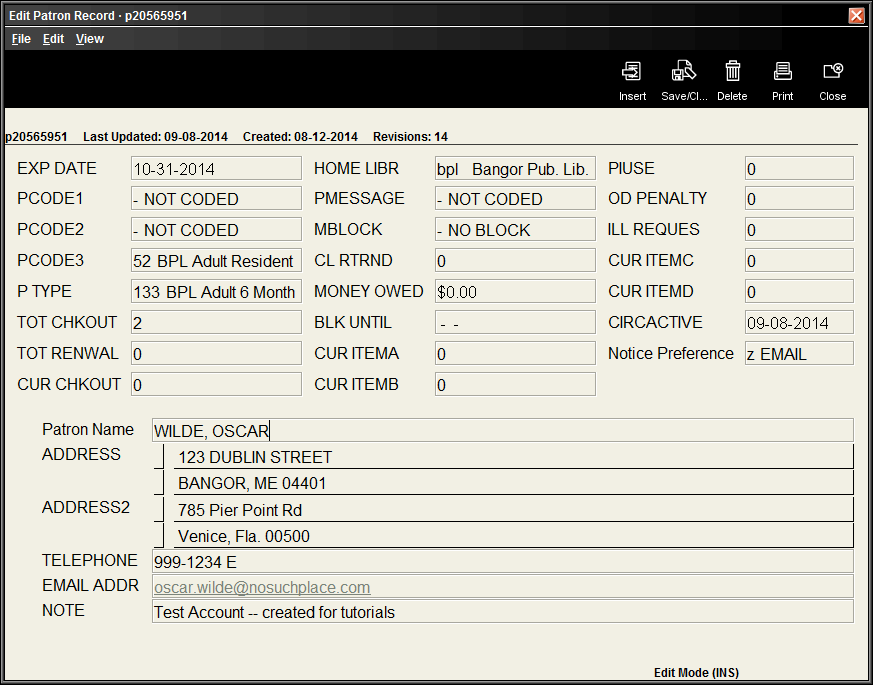 Edit Patron Record · p20565951
File Edit View
Insert Save/Cl... Delete Print Close
p20565951 Last Updated: 09-08-2014 Created: 08-12-2014 Revisions: 14
EXP DATE 10-31-2014 HOME LIBR bpl Bangor Pub. Lib. PIUSE 0
PCODE1 - NOT CODED PMESSAGE - NOT CODED OD PENALTY 0
PCODE2 - NOT CODED MBLOCK - NO BLOCK ILL REQUES 0
PCODE3 52 BPL Adult Resident CL RTRND 0 CUR ITEMC 0
P TYPE 133 BPL Adult 6 Month MONEY OWED $0.00 CUR ITEMD 0
TOT CHKOUT 2 BLK UNTIL - - CIRCACTIVE 09-08-2014
TOT RENWAL 0 CUR ITEMA 0 Notice Preference z EMAIL
CUR CHKOUT 0 CUR ITEMB 0
Patron Name WILDE, OSCAR
ADDRESS 123 DUBLIN STREET
BANGOR, ME 04401
ADDRESS2 785 Pier Point Rd
Venice, Fla. 00500
TELEPHONE 999-1234 E
EMAIL ADDR oscar.wilde@nosuchplace.com
NOTE Test Account -- created for tutorials
Edit Mode (INS)